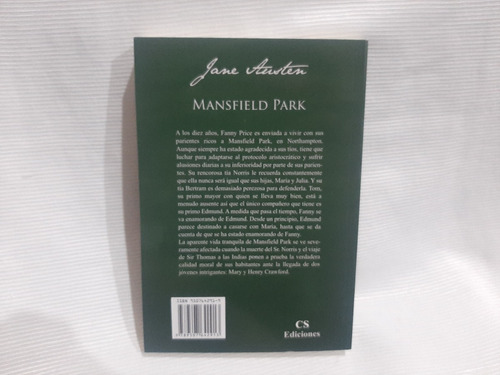 Jane Austen
MANSFIELD PARK
A los diez años, Fanny Price es enviada a vivir con sus
parientes ricos a Mansfield Park, en Northampton.
Aunque siempre ha estado agradecida a sus tíos, tiene que
luchar para adaptarse al protocolo aristocrático y sufrir
alusiones diarias a su inferioridad por parte de sus parien-
tes. Su rencorosa tía Norris le recuerda constantemente
que ella nunca será igual que sus hijas, Maria y Julia. Y su
tía Bertram es demasiado perezosa para defenderla. Tom,
su primo mayor con quien se lleva muy bien, está a
menudo ausente así que el único compañero que tiene es
su primo Edmund. A medida que pasa el tiempo, Fanny se
va enamorando de Edmund. Desde un principio, Edmund
parece destinado a casarse con Maria, hasta que se da
cuenta de que se ha estado enamorando de
Fanny.
La aparente vida tranquila de Mansfield Park se ve seve-
ramente afectada cuando la muerte del Sr. Norris y el viaje
de Sir Thomas a las Indias ponen a prueba la verdadera
calidad moral de sus habitantes ante la llegada de dos
jóvenes intrigantes: Mary y Henry Crawford.
ISBN
CS
Ediciones